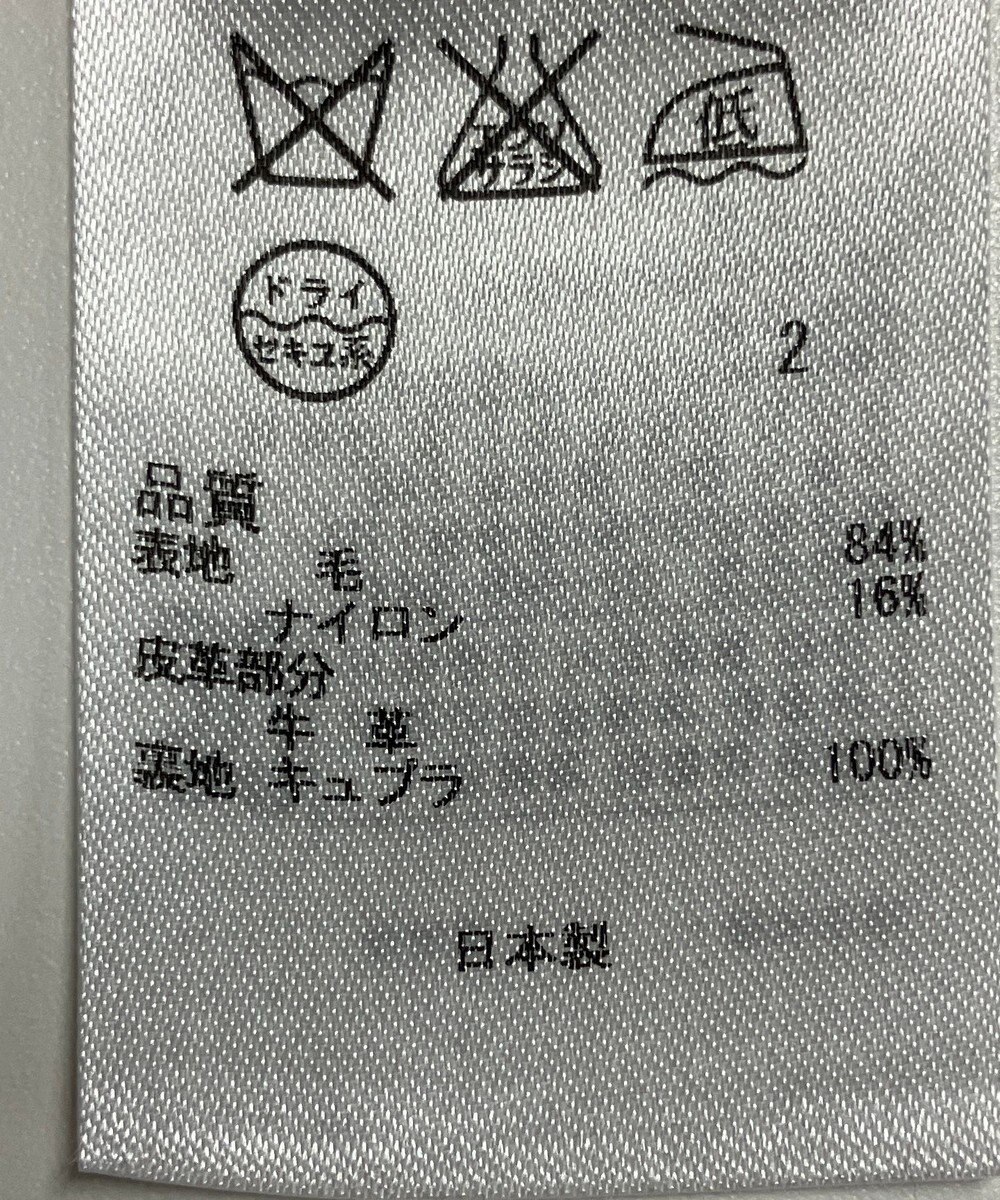 エンソ
サラシ
低
ドライ
セキユ系
2
品質
表地 毛 84%
ナイロン 16%
皮革部分
牛 革
裏地 キュプラ 100%
日本製